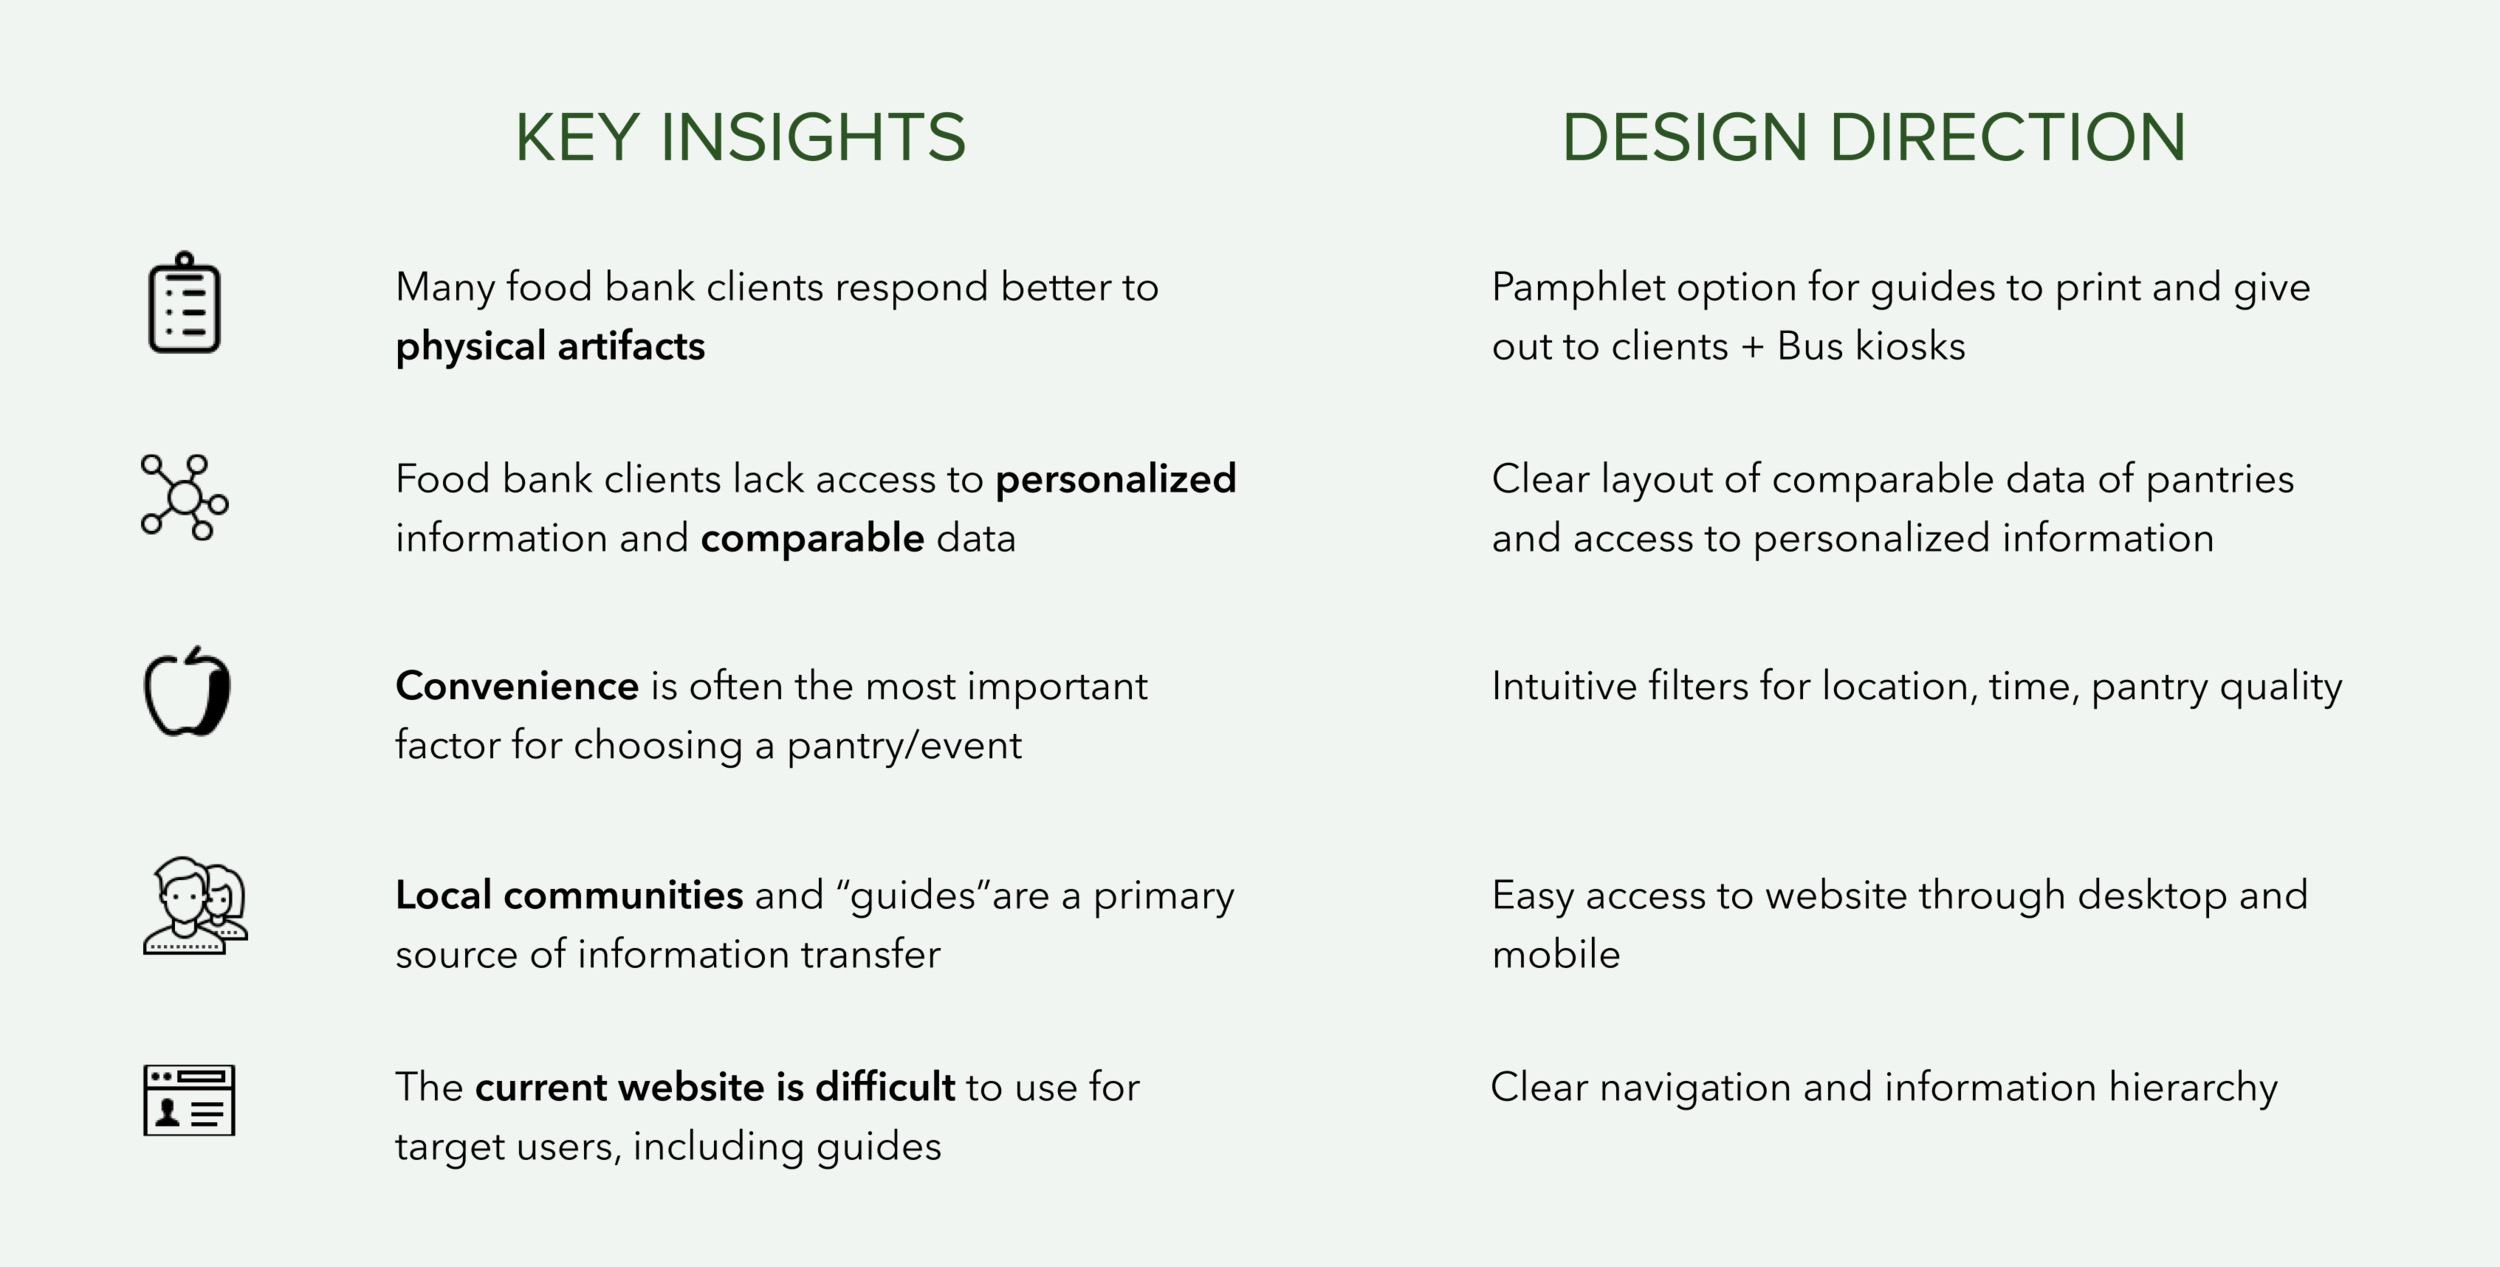 KEY INSIGHTS
DESIGN DIRECTION
Many food bank clients respond better to
physical artifacts
Pamphlet option for guides to print and give
out to clients + Bus kiosks
Food bank clients lack access to personalized
information and comparable data
Clear layout of comparable data of pantries
and access to personalized information
Convenience is often the most important
factor for choosing a pantry/event
Intuitive filters for location, time, pantry quality
Local communities and “guides”are a primary
source of information transfer
Easy access to website through desktop and
mobile
The current website is difficult to use for
target users, including guides
Clear navigation and information hierarchy